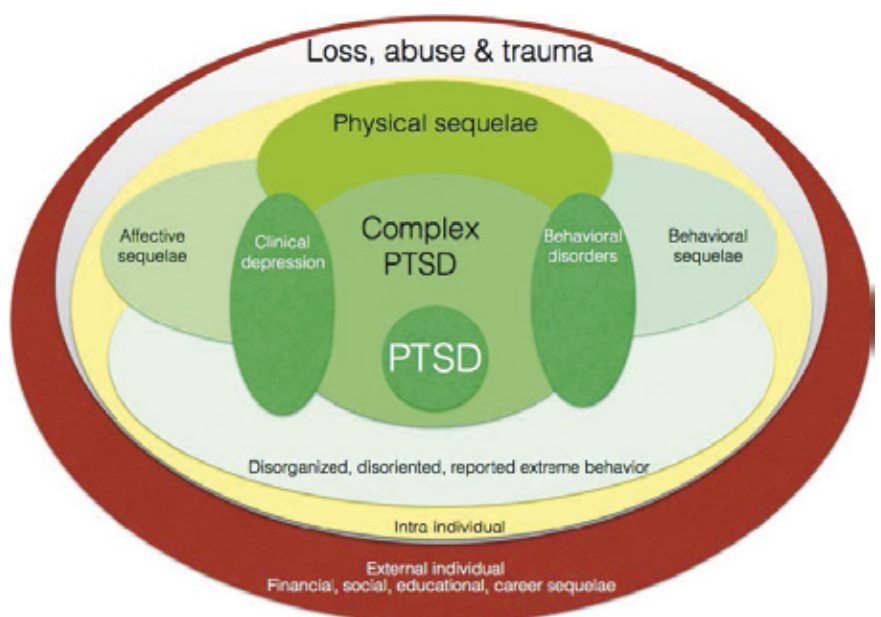 Loss, abuse & trauma
Physical sequelae
Affective
sequelae
Clinical
depression
Complex
PTSD
Behavioral
disorders
Behavioral
sequelae
PTSD
Disorganized, disoriented, reported extreme behavior
Intra individual
External individual
Financial, social, educational, career sequelae